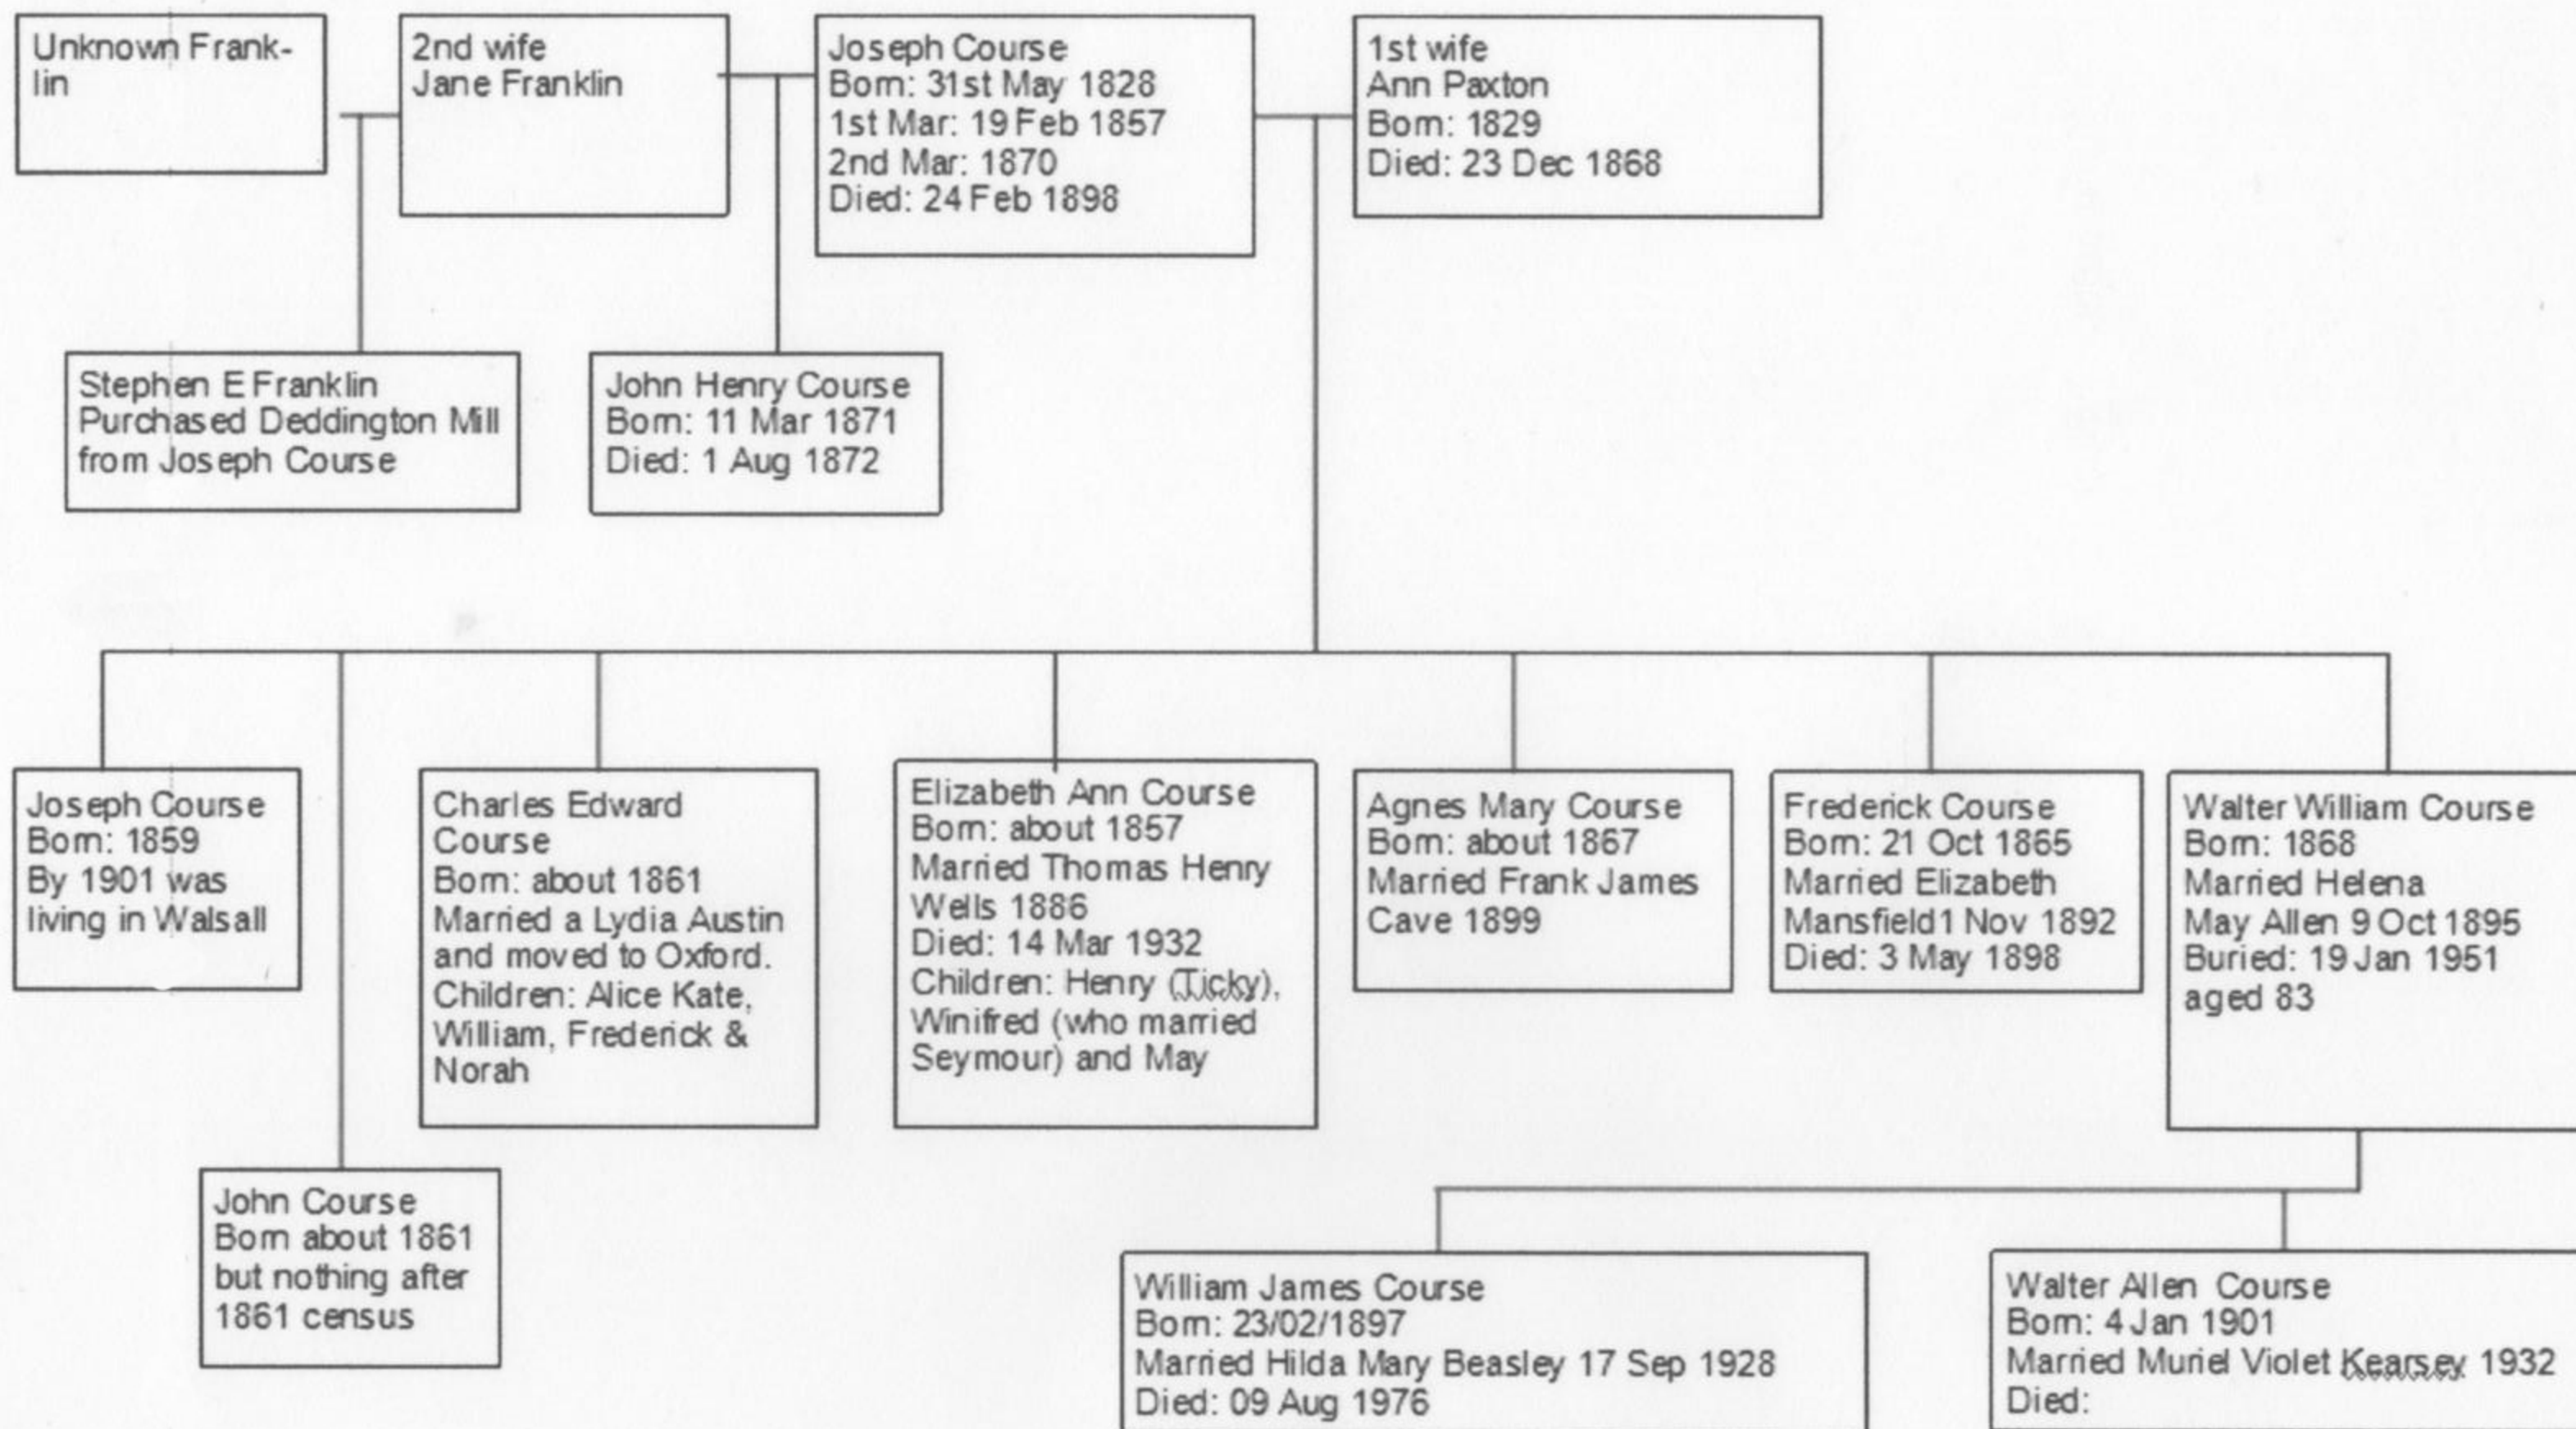 Unknown Frank-
lin
2nd wife
Jane Franklin
Joseph Course
Born: 31st May 1828
1st Mar: 19 Feb 1857
2nd Mar: 1870
Died: 24 Feb 1898
1st wife
Ann Paxton
Born: 1829
Died: 23 Dec 1868
Stephen E Franklin
Purchased Deddington Mill
from Joseph Course
John Henry Course
Born: 11 Mar 1871
Died: 1 Aug 1872
Joseph Course
Born: 1859
By 1901 was
living in Walsall
Charles Edward
Course
Born: about 1861
Married a Lydia Austin
and moved to Oxford.
Children: Alice Kate,
William, Frederick &
Norah
Elizabeth Ann Course
Born: about 1857
Married Thomas Henry
Wells 1886
Died: 14 Mar 1932
Children: Henry (Ticky),
Winifred (who married
Seymour) and May
Agnes Mary Course
Born: about 1867
Married Frank James
Cave 1899
Frederick Course
Born: 21 Oct 1865
Married Elizabeth
Mansfield1 Nov 1892
Died: 3 May 1898
Walter William Course
Born: 1868
Married Helena
May Allen 9 Oct 1895
Buried: 19 Jan 1951
aged 83
John Course
Born about 1861
but nothing after
1861 census
William James Course
Born: 23/02/1897
Married Hilda Mary Beasley 17 Sep 1928
Died: 09 Aug 1976
Walter Allen Course
Born: 4 Jan 1901
Married Muriel Violet Kearsey 1932
Died: